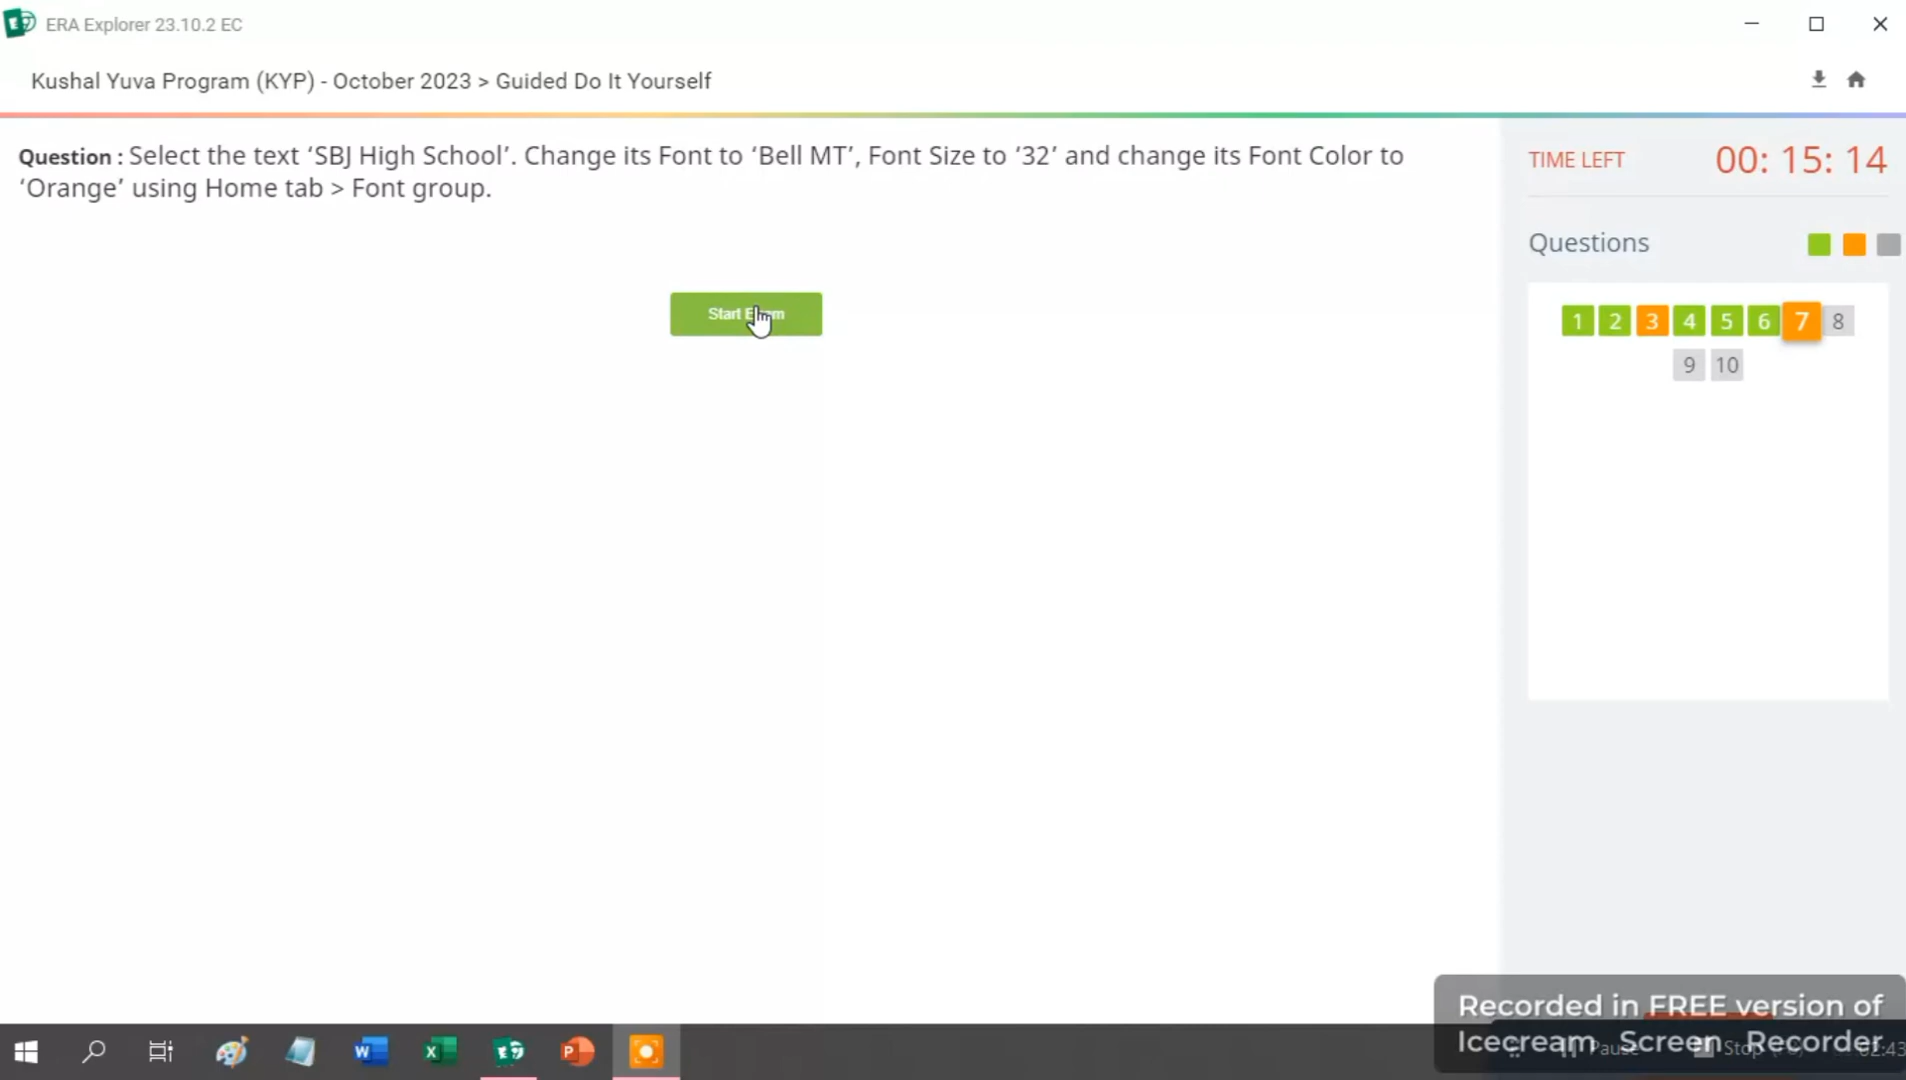 ERA Explorer 23.10.2 EC
Kushal Yuva Program (KYP) - October 2023 > Guided Do It Yourself
Question : Select the text ‘SBJ High School’. Change its Font to ‘Bell MT’, Font Size to ‘32’ and change its Font Color to
‘Orange’ using Home tab > Font group.
Start
TIME LEFT 00: 15: 14
Questions
1 2 3 4 5 6 7 8
9 10
Recorded in FREE version of
Icecream Screen Recorder
Pause Stop